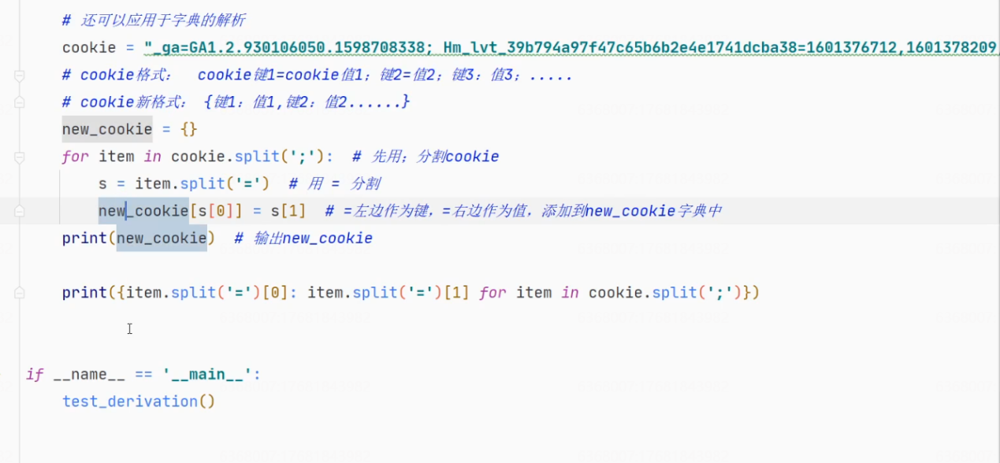 # 还可以应用于字典的解析
cookie = "_ga=GA1.2.930106050.1598708338; Hm_lvt_39b794a97f47c65b6b2e4e1741dcba38=1601376712,1601378209
# cookie格式：  cookie键1=cookie值1；键2=值2；键3：值3；.....
# cookie新格式： {键1：值1,键2：值2......}
new_cookie = {}
for item in cookie.split(';'):  # 先用；分割cookie
s = item.split('=')  # 用 = 分割
new_cookie[s[0]] = s[1]  # =左边作为键，=右边作为值，添加到new_cookie字典中
print(new_cookie)  # 输出new_cookie
print({item.split('=')[0]: item.split('=')[1] for item in cookie.split(';')})
if __name__ == '__main__':
test_derivation()